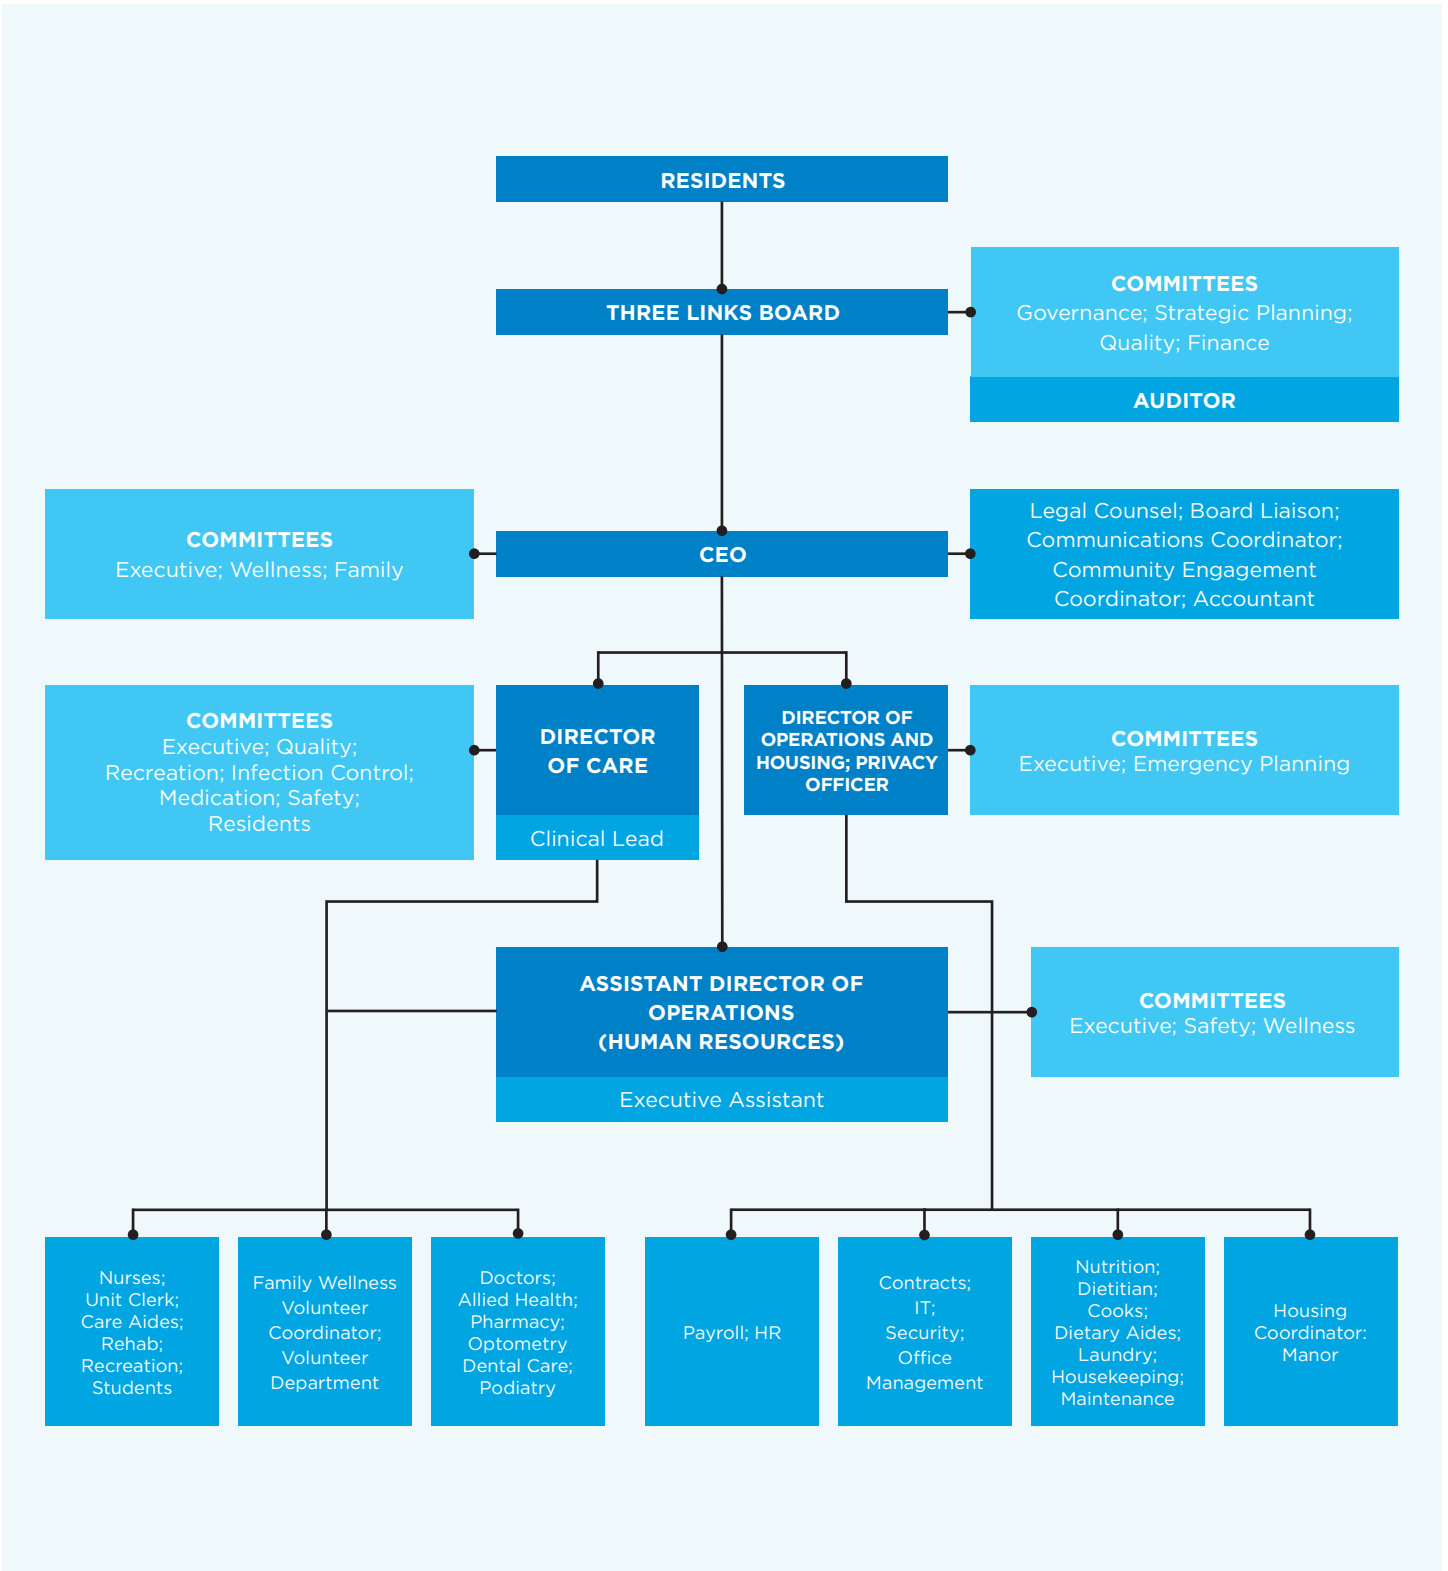 RESIDENTS
THREE LINKS BOARD
COMMITTEES
Governance; Strategic Planning;
Quality; Finance
AUDITOR
COMMITTEES
Executive; Wellness; Family
CEO
Legal Counsel; Board Liaison;
Communications Coordinator;
Community Engagement
Coordinator; Accountant
COMMITTEES
Executive; Quality;
Recreation; Infection Control;
Medication; Safety;
Residents
DIRECTOR
OF CARE
Clinical Lead
DIRECTOR OF
OPERATIONS AND
HOUSING; PRIVACY
OFFICER
COMMITTEES
Executive; Emergency Planning
ASSISTANT DIRECTOR OF
OPERATIONS
(HUMAN RESOURCES)
Executive Assistant
COMMITTEES
Executive; Safety; Wellness
Nurses;
Unit Clerk;
Care Aides;
Rehab;
Recreation;
Students
Family Wellness
Volunteer
Coordinator;
Volunteer
Department
Doctors;
Allied Health;
Pharmacy;
Optometry
Dental Care;
Podiatry
Payroll; HR
Contracts;
IT;
Security;
Office
Management
Nutrition;
Dietitian;
Cooks;
Dietary Aides;
Laundry;
Housekeeping;
Maintenance
Housing
Coordinator:
Manor